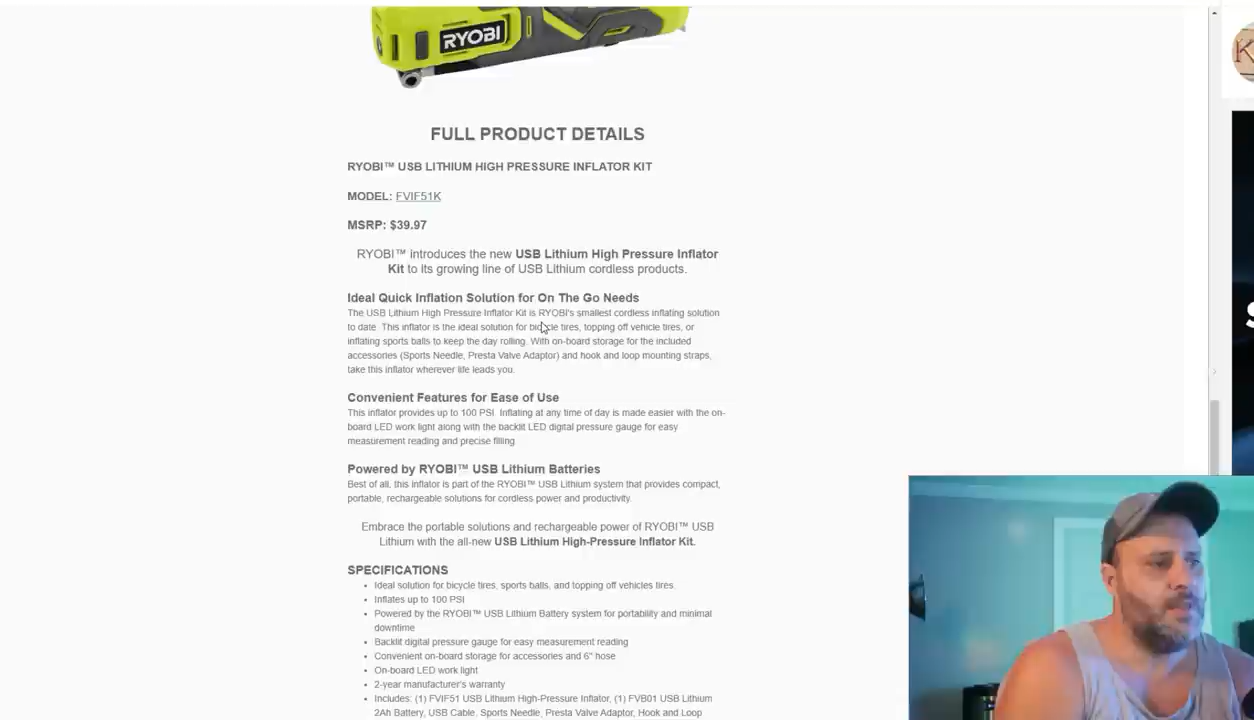 RYOBI
FULL PRODUCT DETAILS
RYOBI™ USB LITHIUM HIGH PRESSURE INFLATOR KIT
MODEL: FVIF51K
MSRP: $39.97
RYOBI™ introduces the new USB Lithium High Pressure Inflator
Kit to its growing line of USB Lithium cordless products.
Ideal Quick Inflation Solution for On The Go Needs
The USB Lithium High Pressure Inflator Kit is RYOBI's smallest cordless inflating solution
to date. This inflator is the ideal solution for bicycle tires, topping off vehicle tires, or
inflating sports balls to keep the day rolling. With on-board storage for the included
accessories (Sports Needle, Presta Valve Adaptor) and hook and loop mounting straps,
take this inflator wherever life leads you.
Convenient Features for Ease of Use
This inflator provides up to 100 PSI. Inflating at any time of day is made easier with the on-
board LED work light along with the backlit LED digital pressure gauge for easy
measurement reading and precise filling
Powered by RYOBI™ USB Lithium Batteries
Best of all, this inflator is part of the RYOBI™ USB Lithium system that provides compact,
portable, rechargeable solutions for cordless power and productivity.
Embrace the portable solutions and rechargeable power of RYOBI™ USB
Lithium with the all-new USB Lithium High-Pressure Inflator Kit.
SPECIFICATIONS
• Ideal solution for bicycle tires, sports balls, and topping off vehicles tires.
• Inflates up to 100 PSI
• Powered by the RYOBI™ USB Lithium Battery system for portability and minimal
downtime
• Backlit digital pressure gauge for easy measurement reading
• Convenient on-board storage for accessories and 6" hose
• On-board LED work light
• 2-year manufacturer's warranty
• Includes: (1) FVIF51 USB Lithium High-Pressure Inflator, (1) FVB01 USB Lithium
2Ah Battery, USB Cable, Sports Needle, Presta Valve Adaptor, Hook and Loop
K
S